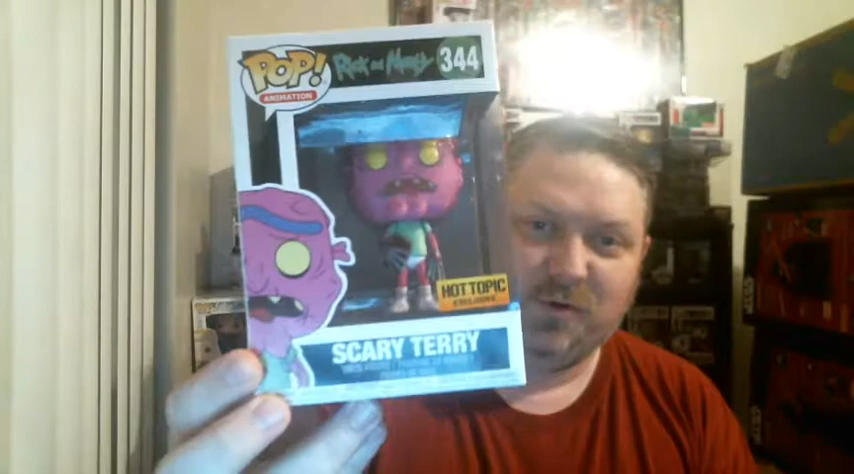 POP!
ANIMATION
Rick and Morty
344
HOT TOPIC
EXCLUSIVE
SCARY TERRY